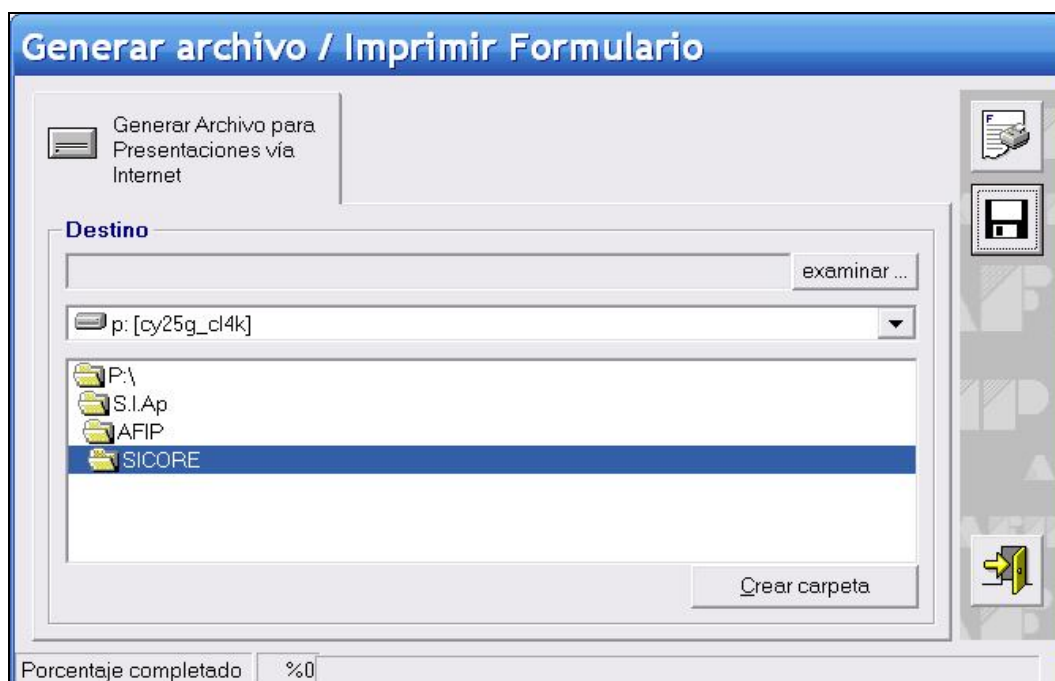 Generar archivo / Imprimir Formulario
Generar Archivo para
Presentaciones vía
Internet
Destino
examinar ...
p: [cy25g_cl4k]
P:\
S.I.Ap
AFIP
SICORE
Crear carpeta
Porcentaje completado %0